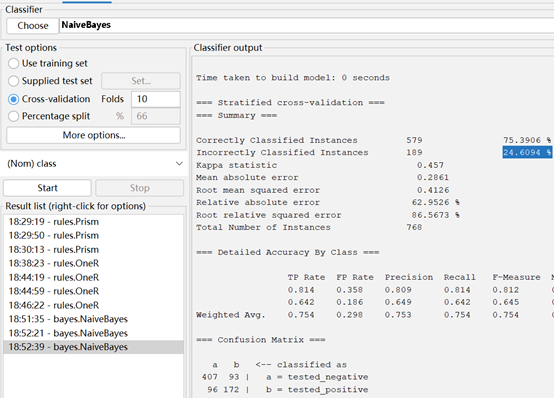 Classifier
Choose NaiveBayes
Test options
Use training set
Supplied test set Set...
Cross-validation Folds 10
Percentage split % 66
More options...
(Nom) class
Start Stop
Result list (right-click for options)
18:29:19 - rules.Prism
18:29:50 - rules.Prism
18:30:13 - rules.Prism
18:38:23 - rules.OneR
18:44:19 - rules.OneR
18:44:59 - rules.OneR
18:46:22 - rules.OneR
18:51:35 - bayes.NaiveBayes
18:52:21 - bayes.NaiveBayes
18:52:39 - bayes.NaiveBayes
Classifier output
Time taken to build model: 0 seconds
=== Stratified cross-validation ===
=== Summary ===
Correctly Classified Instances 579 75.3906 %
Incorrectly Classified Instances 189 24.6094 %
Kappa statistic 0.457
Mean absolute error 0.2861
Root mean squared error 0.4126
Relative absolute error 62.9526 %
Root relative squared error 86.5673 %
Total Number of Instances 768
=== Detailed Accuracy By Class ===
TP Rate FP Rate Precision Recall F-Measure
0.814 0.358 0.809 0.814 0.812
0.642 0.186 0.649 0.642 0.645
Weighted Avg. 0.754 0.298 0.753 0.754 0.754
=== Confusion Matrix ===
a b <-- classified as
407 93 | a = tested_negative
96 172 | b = tested_positive